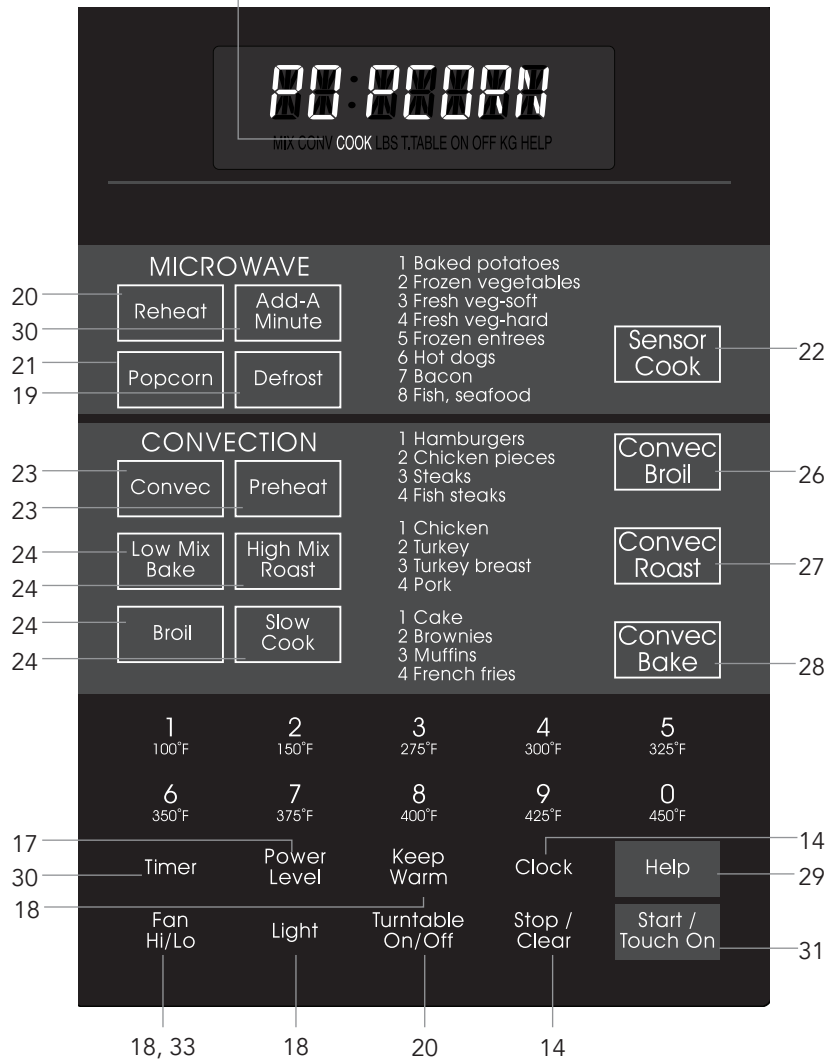 PO:PCORN
MIX CONV COOK LBS T.TABLE ON OFF KG HELP
MICROWAVE
20
Reheat
30
Add-A
Minute
21
Popcorn
19
Defrost
1 Baked potatoes
2 Frozen vegetables
3 Fresh veg-soft
4 Fresh veg-hard
5 Frozen entrees
6 Hot dogs
7 Bacon
8 Fish, seafood
Sensor
Cook
22
CONVECTION
23
Convec
23
Preheat
24
Low Mix
Bake
24
High Mix
Roast
24
Broil
24
Slow
Cook
1 Hamburgers
2 Chicken pieces
3 Steaks
4 Fish steaks
Convec
Broil
26
1 Chicken
2 Turkey
3 Turkey breast
4 Pork
Convec
Roast
27
1 Cake
2 Brownies
3 Muffins
4 French fries
Convec
Bake
28
1 2 3 4 5
100°F 150°F 275°F 300°F 325°F
6 7 8 9 0
350°F 375°F 400°F 425°F 450°F
17
30
18
Timer
Power
Level
Keep
Warm
Clock
14
Help
29
Fan
Hi/Lo
Light
Turntable
On/Off
Stop /
Clear
Start /
Touch On
31
18, 33 18 20 14